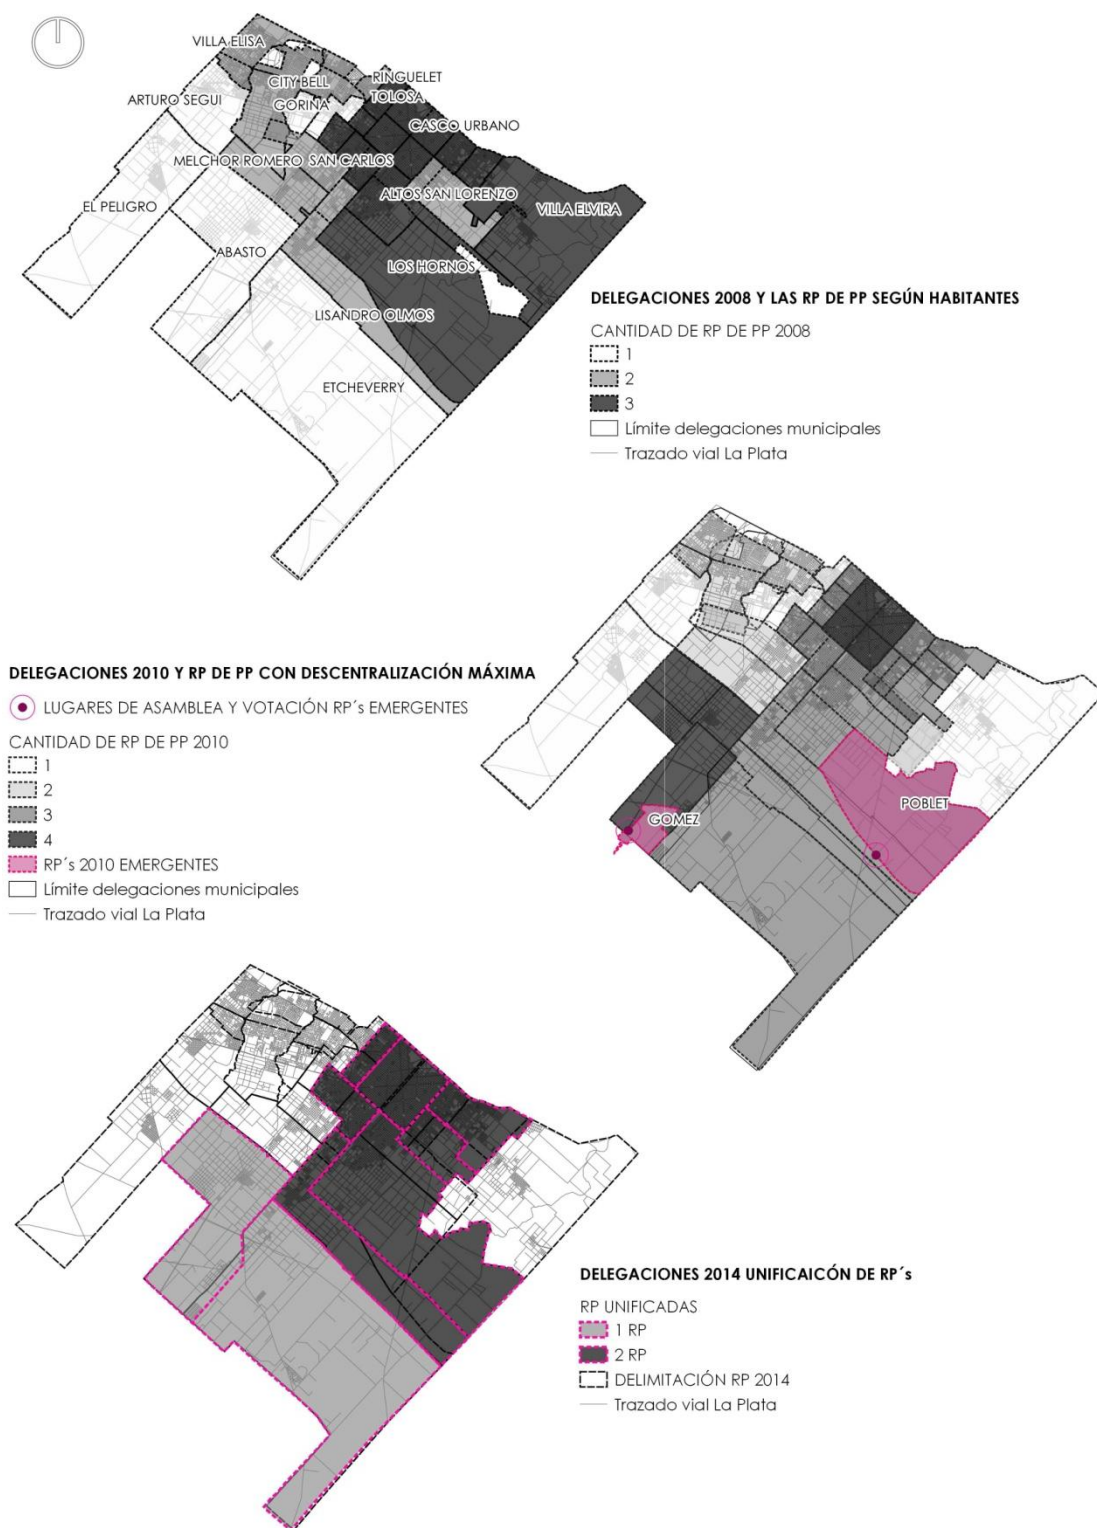 VILLA ELISA
CITY BELL
RINGUELET
ARTURO SEGUI
GORINA
TOLOSA
CASCO URBANO
MELCHOR ROMERO
SAN CARLOS
ALTOS SAN LORENZO
EL PELIGRO
VILLA ELVIRA
ABASTO
LOS HORNOS
LISANDRO OLMOS
ETCHEVERRY
DELEGACIONES 2008 Y LAS RP DE PP SEGÚN HABITANTES
CANTIDAD DE RP DE PP 2008
1
2
3
Límite delegaciones municipales
Trazado vial La Plata
DELEGACIONES 2010 Y RP DE PP CON DESCENTRALIZACIÓN MÁXIMA
LUGARES DE ASAMBLEA Y VOTACIÓN RP´s EMERGENTES
CANTIDAD DE RP DE PP 2010
1
2
3
4
RP´s 2010 EMERGENTES
Límite delegaciones municipales
Trazado vial La Plata
POBLET
GOMEZ
DELEGACIONES 2014 UNIFICAICÓN DE RP´s
RP UNIFICADAS
1 RP
2 RP
DELIMITACIÓN RP 2014
Trazado vial La Plata